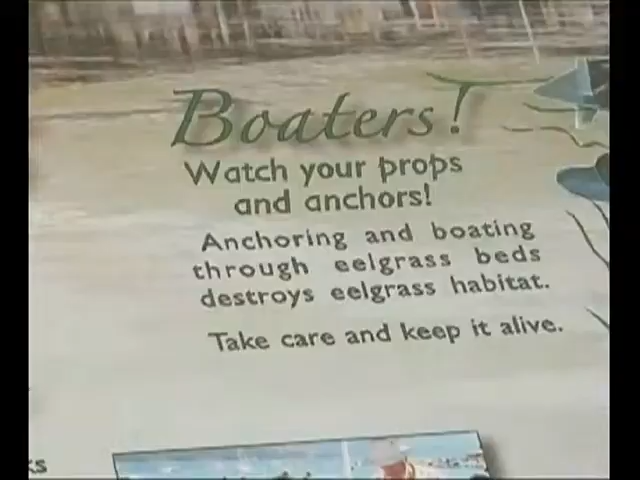 Boaters!
Watch your props
and anchors!
Anchoring and boating
through eelgrass beds
destroys eelgrass habitat.
Take care and keep it alive.
ks